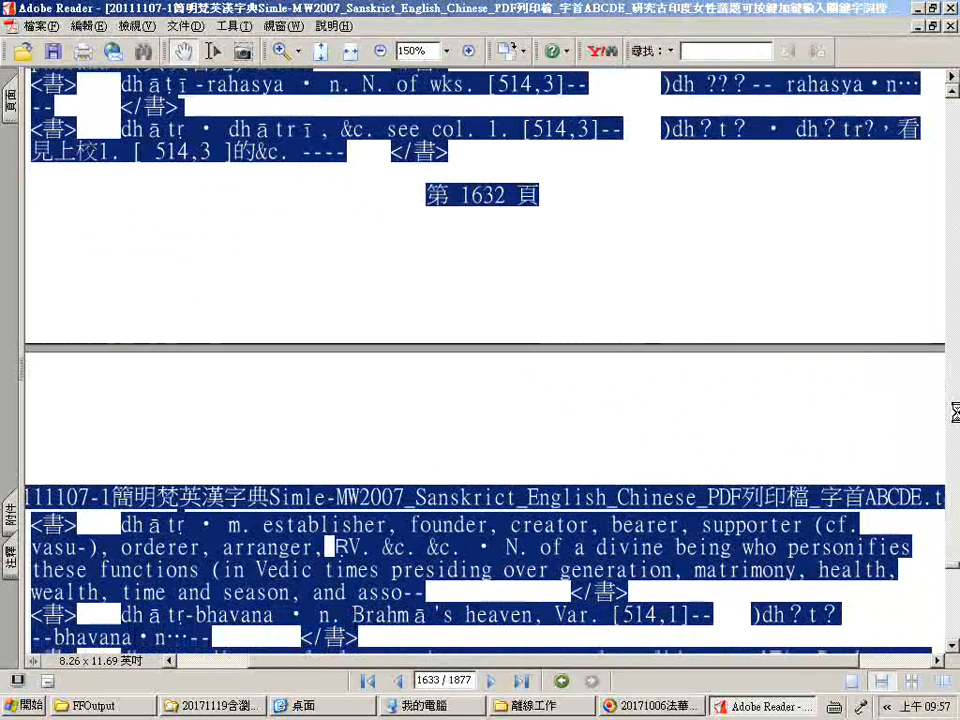 Adobe Reader - [20111107-1簡明梵英漢字典Simle-MW2007_Sanskrict_English_Chinese_PDF列印檔_字首ABCDE_研究古印度女性議題可按鍵加鍵輸入關鍵字詞搜
檔案(F) 編輯(E) 檢視(V) 文件(D) 工具(T) 視窗(W) 說明(H)
150% Y! 尋找：
頁面
<書> dhātṛī-rahasya ‧ n. N. of wks. [514,3]-- )dh ??？-- rahasya‧n…
-- </書>
<書> dhātṛ ‧ dhātrī, &c. see col. 1. [514,3]-- )dh？t？ ‧ dh？tr?，看
見上校1. [ 514,3 ]的&c. ---- </書>
第 1632 頁
111107-1簡明梵英漢字典Simle-MW2007_Sanskrict_English_Chinese_PDF列印檔_字首ABCDE.t
<書> dhātṛ ‧ m. establisher, founder, creator, bearer, supporter (cf.
vasu-), orderer, arranger, RV. &c. &c. ‧ N. of a divine being who personifies
these functions (in Vedic times presiding over generation, matrimony, health,
wealth, time and season, and asso-- </書>
<書> dhātṛ-bhavana ‧ n. Brahmā's heaven, Var. [514,1]-- )dh？t？
--bhavana‧n…-- </書>
附件
注釋
8.26 x 11.69 英吋
1633 / 1877
開始 FFOutput 20171119含瀏... 桌面 我的電腦 離線工作 20171006法華... Adobe Reader - ... 上午 09:57